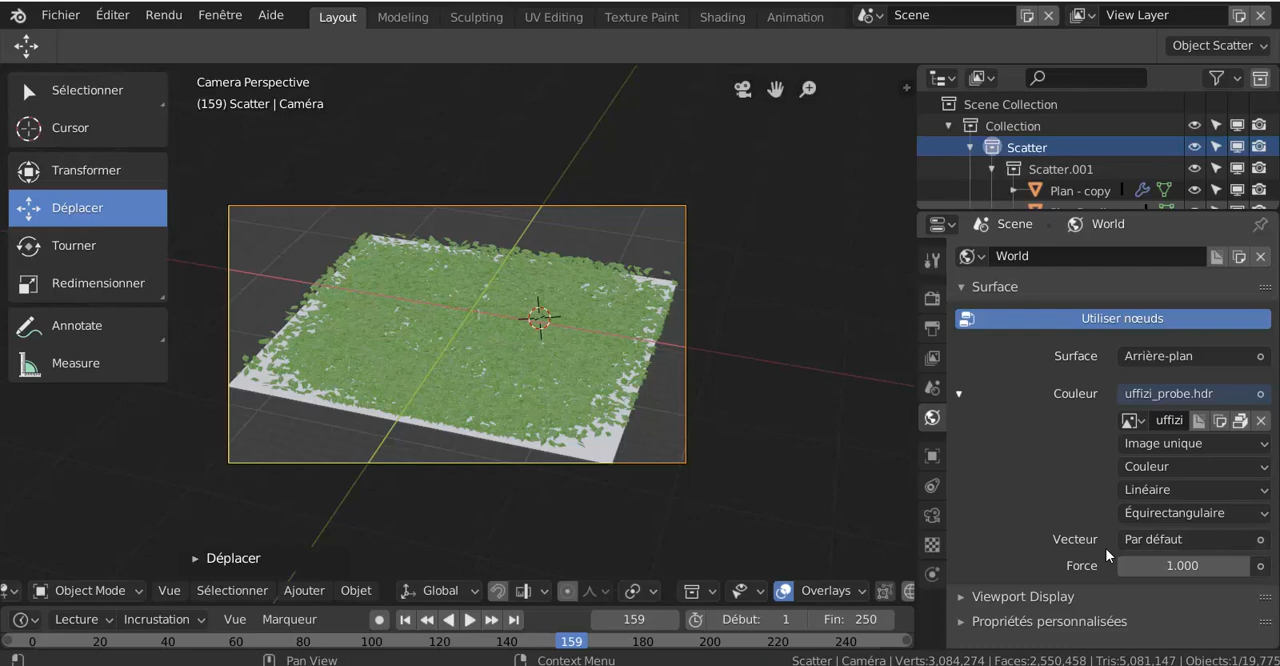 Fichier Éditer Rendu Fenêtre Aide Layout Modeling Sculpting UV Editing Texture Paint Shading Animation Scene View Layer
Object Scatter
Sélectionner
Cursor
Transformer
Déplacer
Tourner
Redimensionner
Annotate
Measure
Camera Perspective
(159) Scatter | Caméra
Déplacer
Scene Collection
Collection
Scatter
Scatter.001
Plan - copy
Scene World
World
Surface
Utiliser nœuds
Surface Arrière-plan
Couleur uffizi_probe.hdr
uffizi
Image unique
Couleur
Linéaire
Équirectangulaire
Vecteur Par défaut
Force 1.000
Viewport Display
Propriétés personnalisées
Object Mode Vue Sélectionner Ajouter Objet Global Overlays
Lecture Incrustation Vue Marqueur 159 Début: 1 Fin: 250
0 20 40 60 80 100 120 140 159 180 200 220 240
Pan View Context Menu Scatter | Caméra | Verts:3,084,274 | Faces:2,550,458 | Tris:5,081,147 | Objects:1/19,775